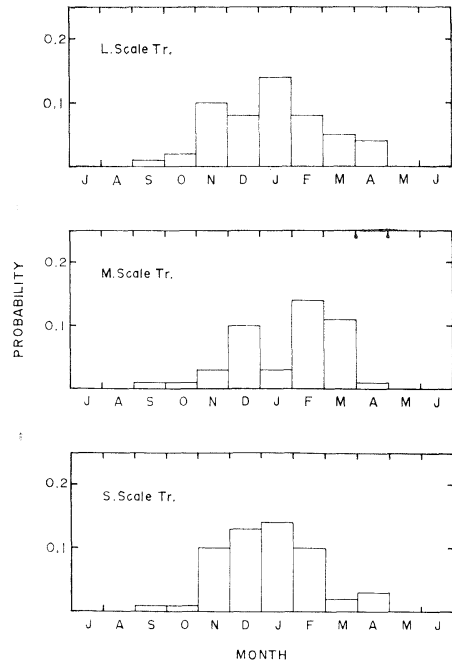 0.2
L. Scale Tr.
0.1
J A S O N D J F M A M J
0.2
M. Scale Tr.
0.1
J A S O N D J F M A M J
PROBABILITY
0.2
S. Scale Tr.
0.1
J A S O N D J F M A M J
MONTH